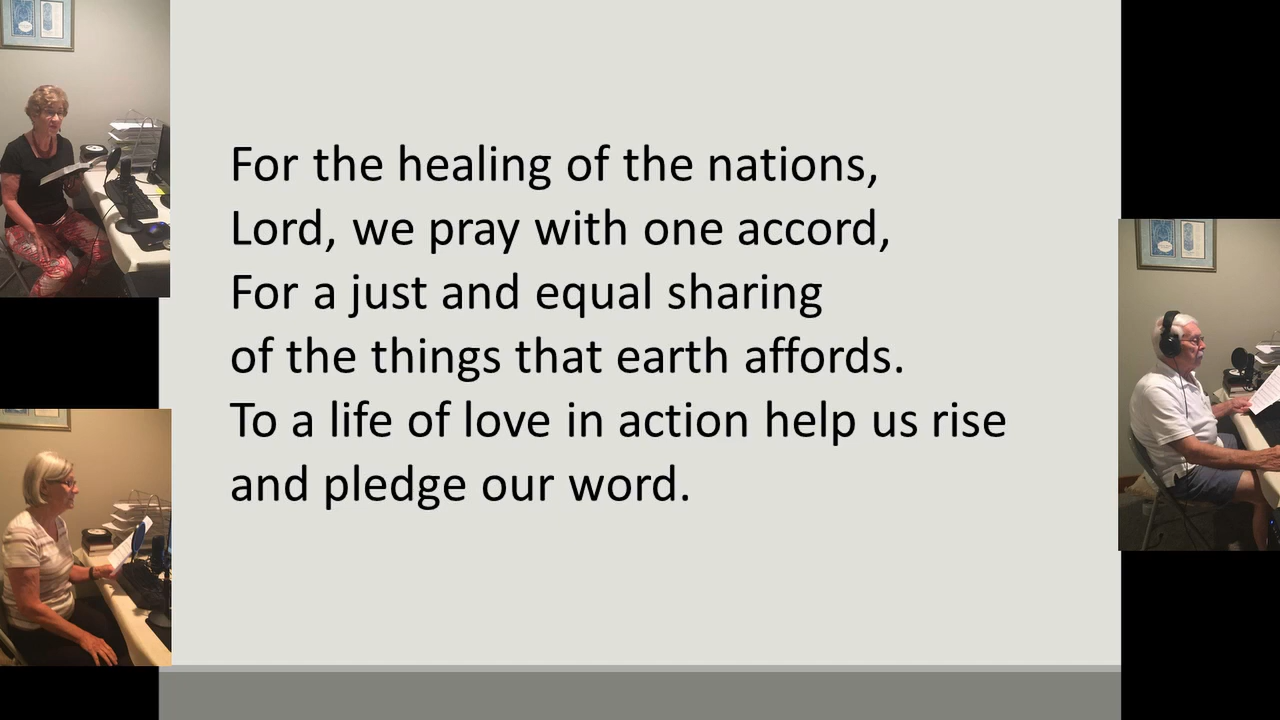 For the healing of the nations,
Lord, we pray with one accord,
For a just and equal sharing
of the things that earth affords.
To a life of love in action help us rise
and pledge our word.